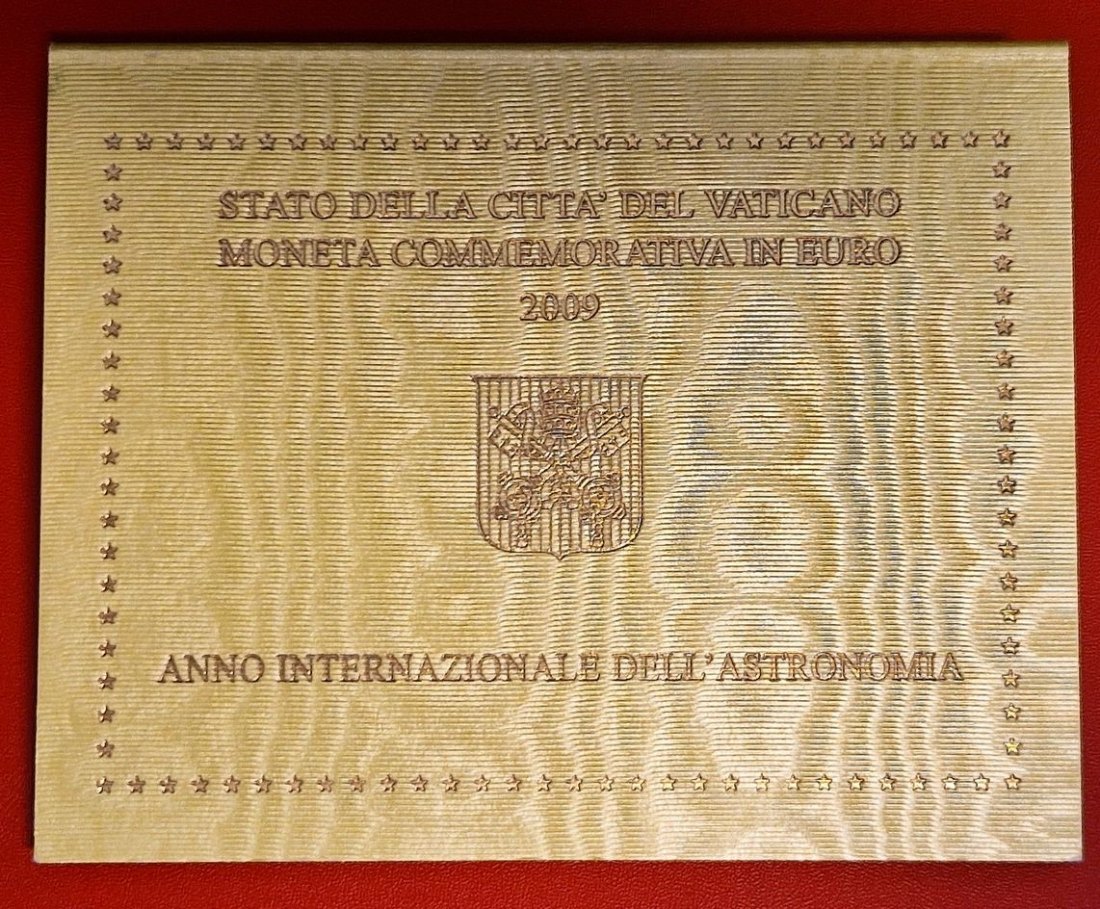 STATO DELLA CITTA' DEL VATICANO
MONETA COMMEMORATIVA IN EURO
2009
ANNO INTERNAZIONALE DELL'ASTRONOMIA